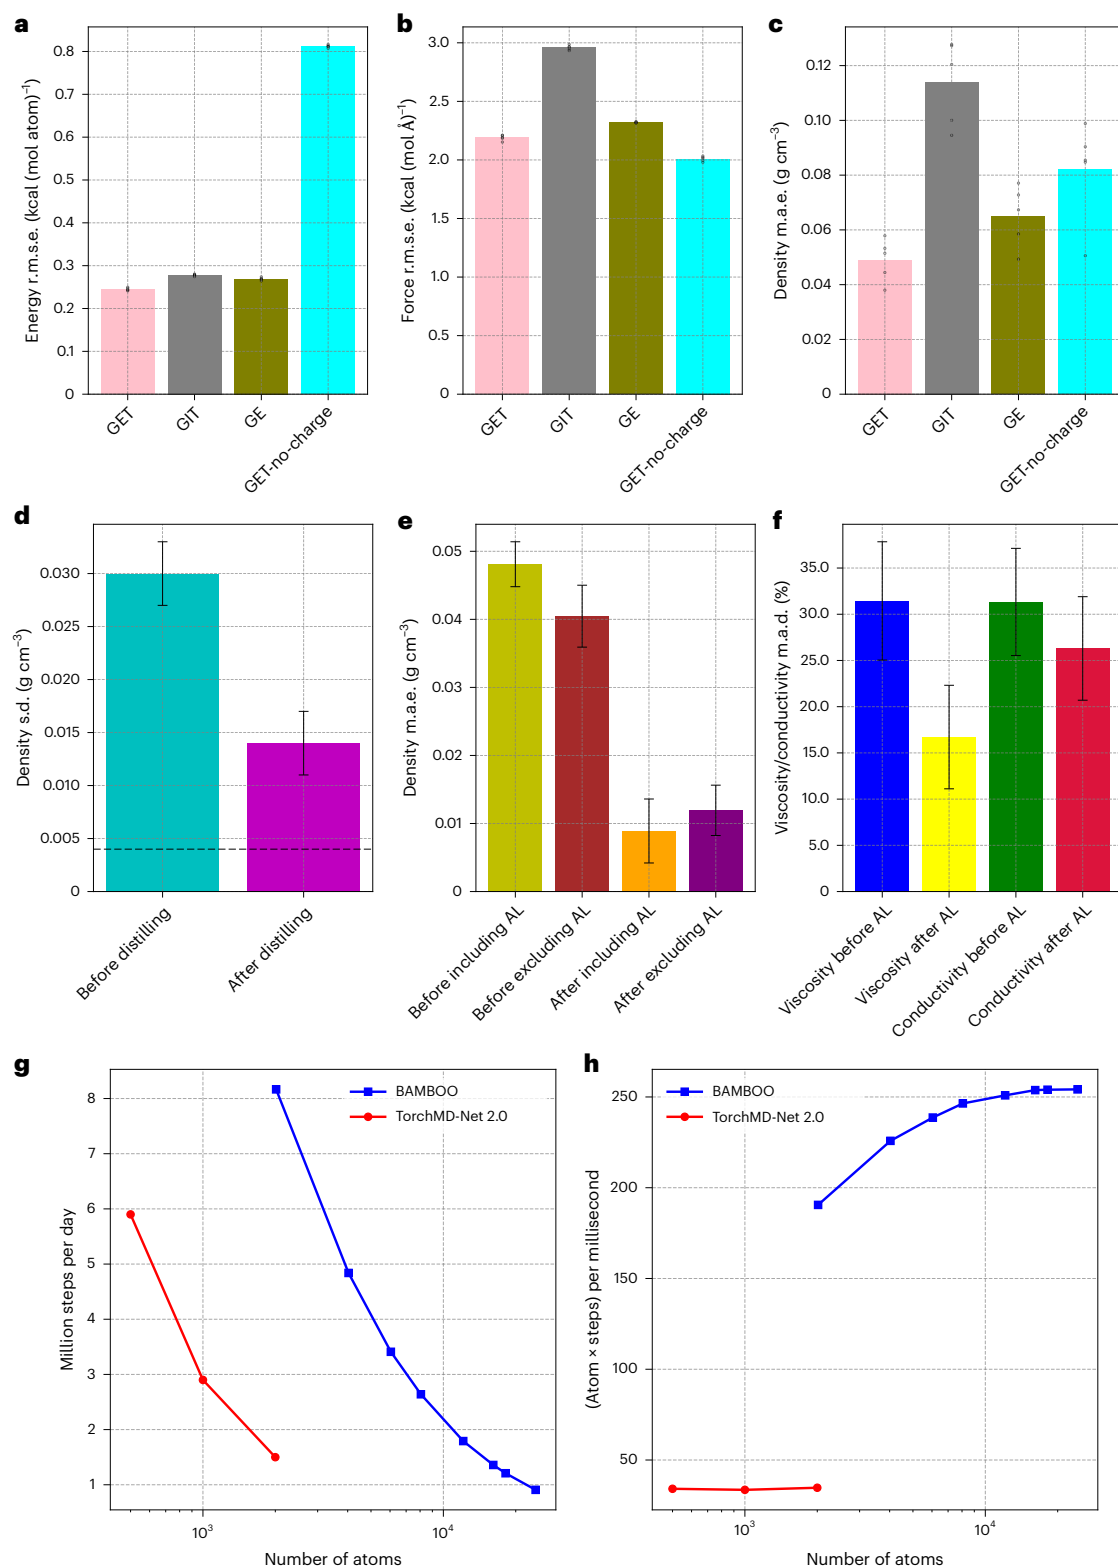 a
Energy r.m.s.e. (kcal (mol atom)⁻¹)
0.8
0.7
0.6
0.5
0.4
0.3
0.2
0.1
0
GET
GIT
GE
GET-no-charge
b
Force r.m.s.e. (kcal (mol Å)⁻¹)
3.0
2.5
2.0
1.5
1.0
0.5
0
GET
GIT
GE
GET-no-charge
c
Density m.a.e. (g cm⁻³)
0.12
0.10
0.08
0.06
0.04
0.02
0
GET
GIT
GE
GET-no-charge
d
Density s.d. (g cm⁻³)
0.030
0.025
0.020
0.015
0.010
0.005
0
Before distilling
After distilling
e
Density m.a.e. (g cm⁻³)
0.05
0.04
0.03
0.02
0.01
0
Before including AL
Before excluding AL
After including AL
After excluding AL
f
Viscosity/conductivity m.a.d. (%)
35.0
30.0
25.0
20.0
15.0
10.0
5.0
0
Viscosity before AL
Viscosity after AL
Conductivity before AL
Conductivity after AL
g
Million steps per day
8
7
6
5
4
3
2
1
BAMBOO
TorchMD-Net 2.0
10³
10⁴
Number of atoms
h
(Atom × steps) per millisecond
250
200
150
100
50
BAMBOO
TorchMD-Net 2.0
10³
10⁴
Number of atoms